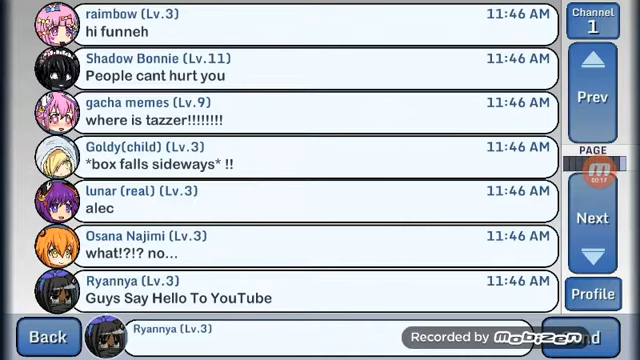 raimbow (Lv.3) 11:46 AM
hi funneh
Shadow Bonnie (Lv.11) 11:46 AM
People cant hurt you
gacha memes (Lv.9) 11:46 AM
where is tazzer!!!!!!!!
Goldy(child) (Lv.3) 11:46 AM
*box falls sideways* !!
lunar (real) (Lv.3) 11:46 AM
alec
Osana Najimi (Lv.3) 11:46 AM
what!?!? no...
Ryannya (Lv.3) 11:46 AM
Guys Say Hello To YouTube
Channel
1
Prev
PAGE
00:17
Next
Profile
Back
Ryannya (Lv.3)
Recorded by Mobizen